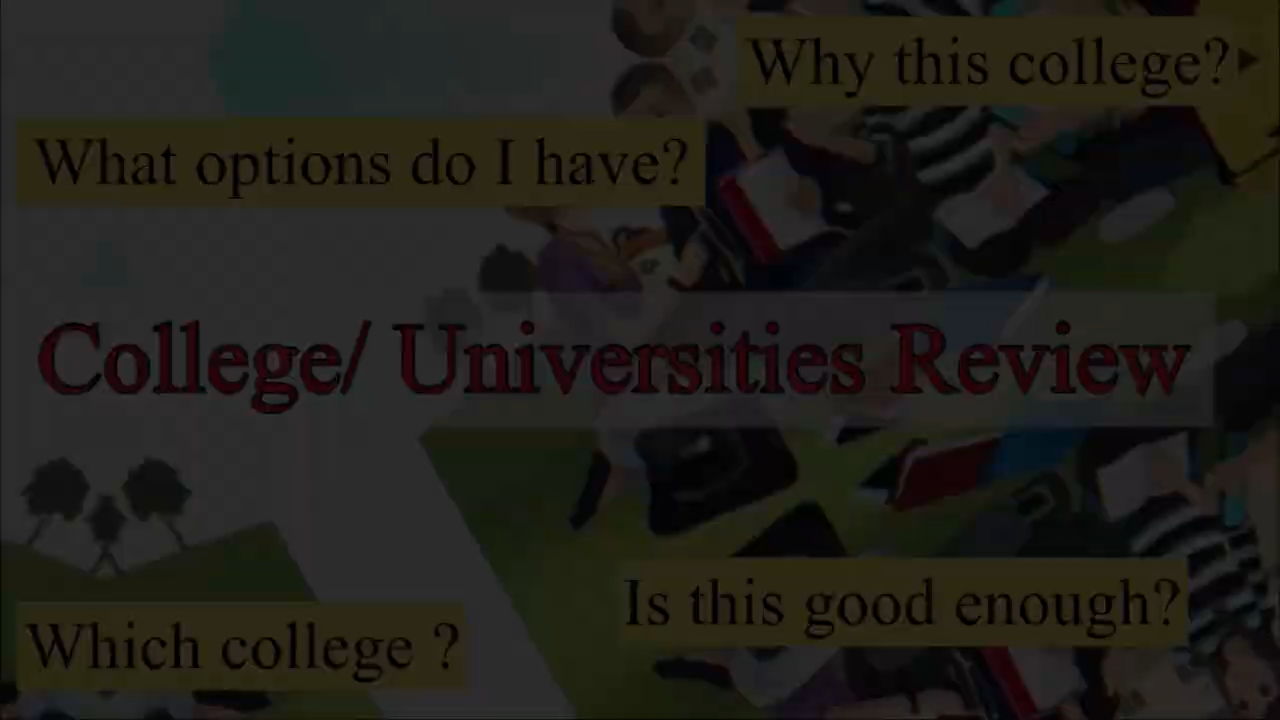 Why this college?
What options do I have?
College/ Universities Review
Is this good enough?
Which college ?